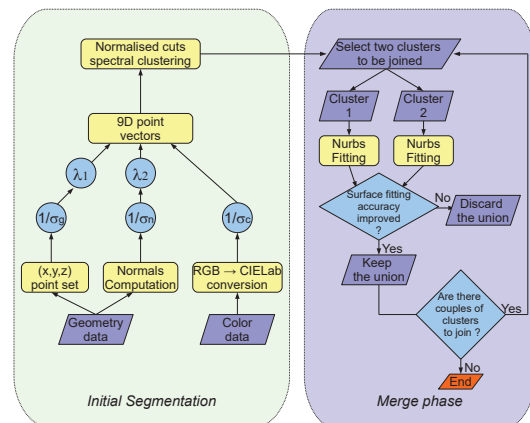 Normalised cuts
spectral clustering
9D point
vectors
λ1
λ2
1/σg
1/σn
1/σc
(x,y,z)
point set
Normals
Computation
RGB → CIELab
conversion
Geometry
data
Color
data
Initial Segmentation
Select two clusters
to be joined
Cluster
1
Cluster
2
Nurbs
Fitting
Nurbs
Fitting
Surface fitting
accuracy
improved
?
No
Discard
the union
Yes
Keep
the union
Are there
couples of
clusters
to join ?
Yes
No
End
Merge phase